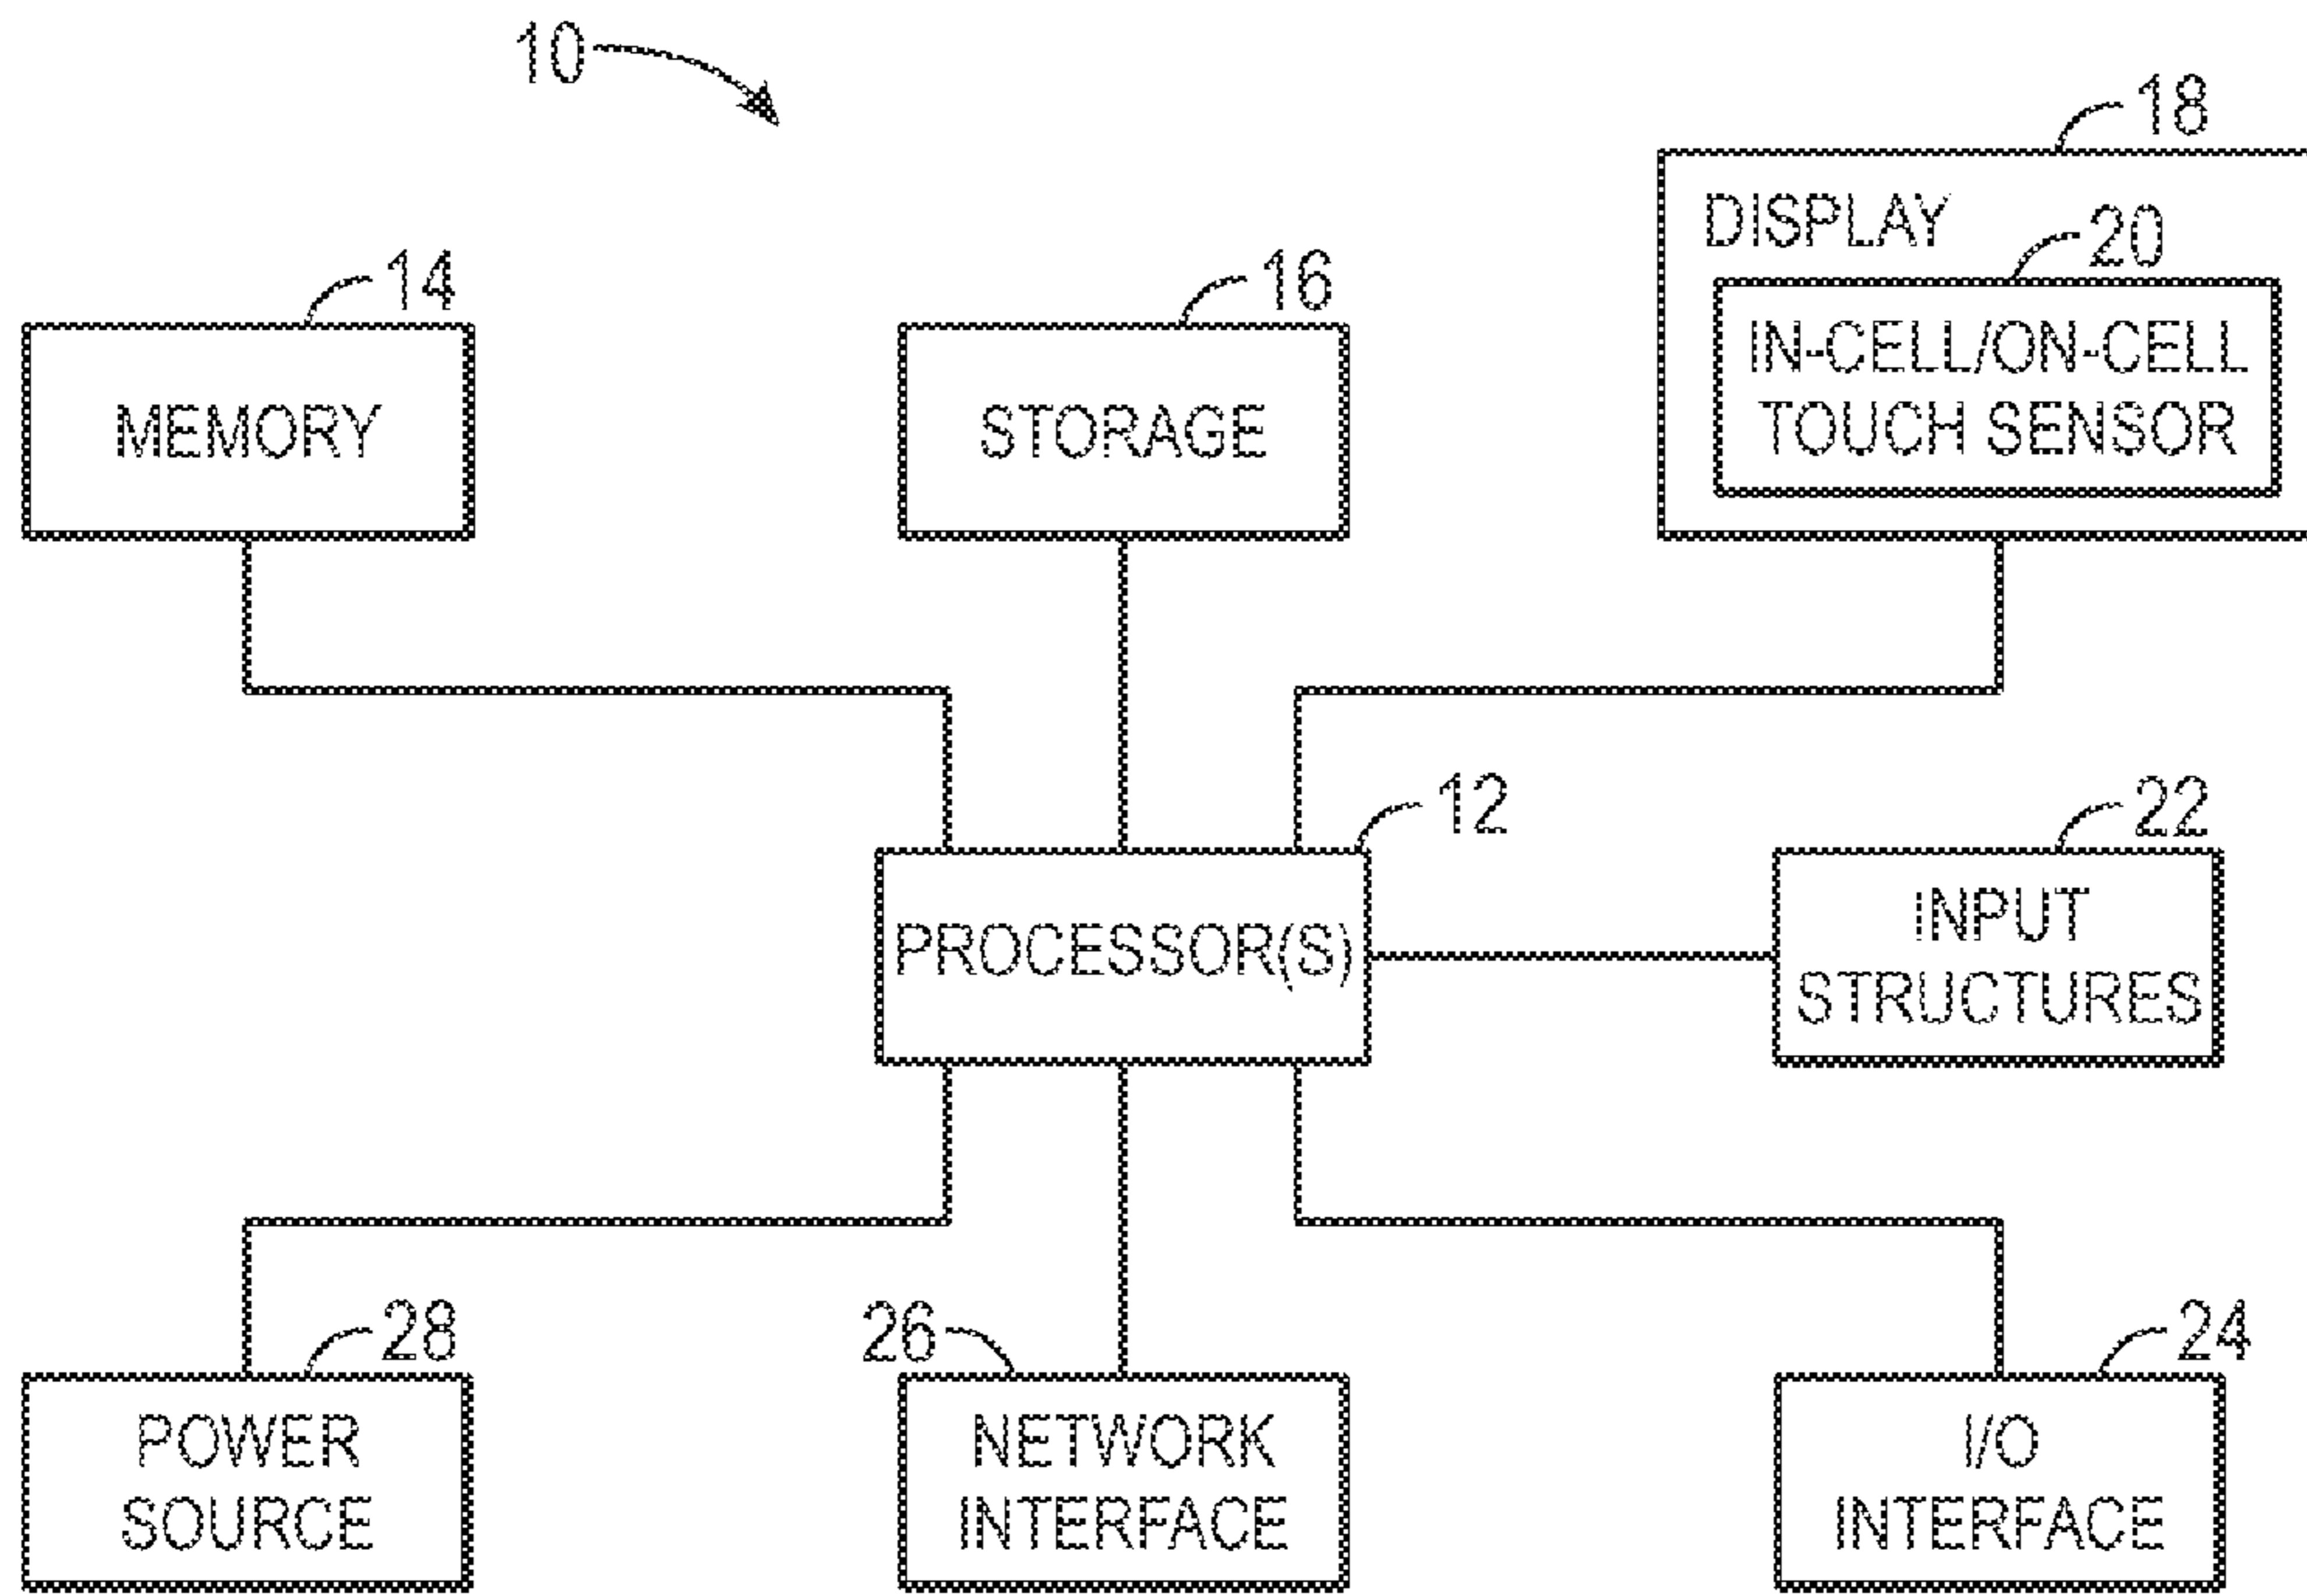 10
18
DISPLAY
20
IN-CELL/ON-CELL
TOUCH SENSOR
14
MEMORY
16
STORAGE
12
PROCESSOR(S)
22
INPUT
STRUCTURES
28
POWER
SOURCE
26
NETWORK
INTERFACE
24
I/O
INTERFACE